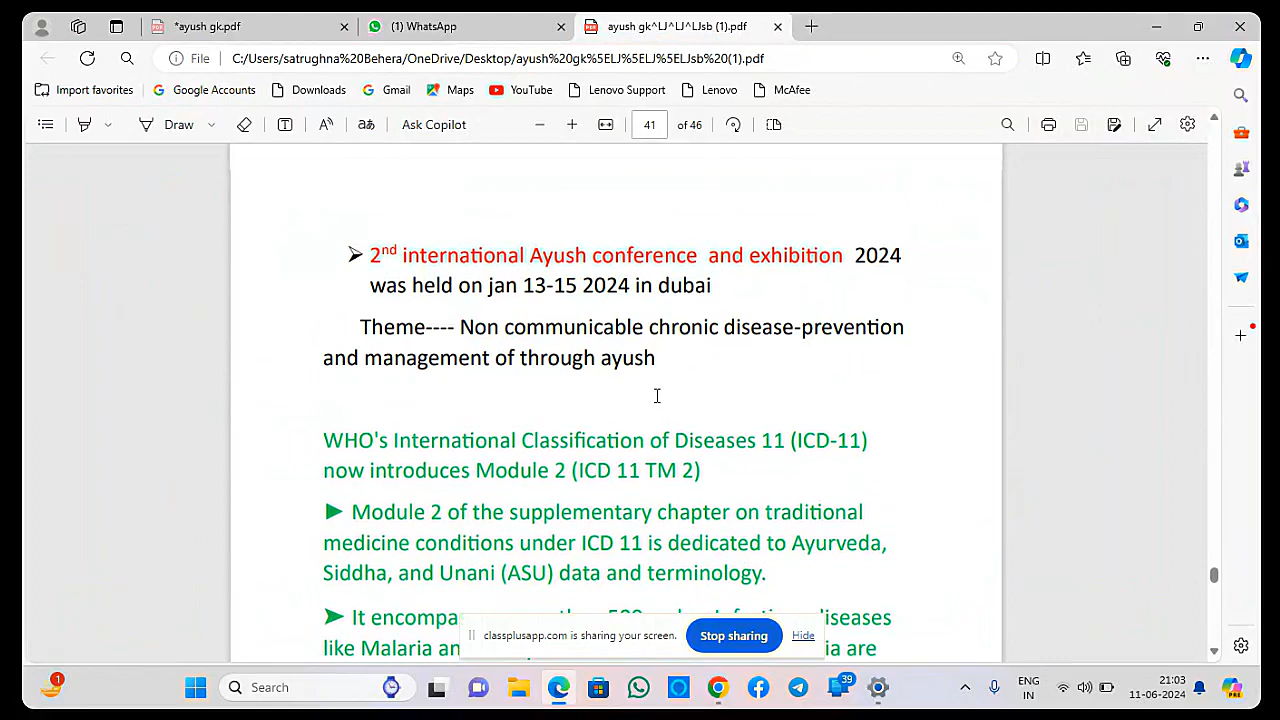 *ayush gk.pdf
(1) WhatsApp
ayush gk^LJ^LJ^LJsb (1).pdf
File
C:/Users/satrughna%20Behera/OneDrive/Desktop/ayush%20gk%5ELJ%5ELJ%5ELJsb%20(1).pdf
Import favorites
Google Accounts
Downloads
Gmail
Maps
YouTube
Lenovo Support
Lenovo
McAfee
Draw
Ask Copilot
41 of 46
➢ 2nd international Ayush conference and exhibition 2024
was held on jan 13-15 2024 in dubai
Theme---- Non communicable chronic disease-prevention
and management of through ayush
WHO's International Classification of Diseases 11 (ICD-11)
now introduces Module 2 (ICD 11 TM 2)
► Module 2 of the supplementary chapter on traditional
medicine conditions under ICD 11 is dedicated to Ayurveda,
Siddha, and Unani (ASU) data and terminology.
➤ It diseases
like Malaria are
classplusapp.com is sharing your screen.
Stop sharing
Hide
1
Search
39
ENG
IN
21:03
11-06-2024
PRE